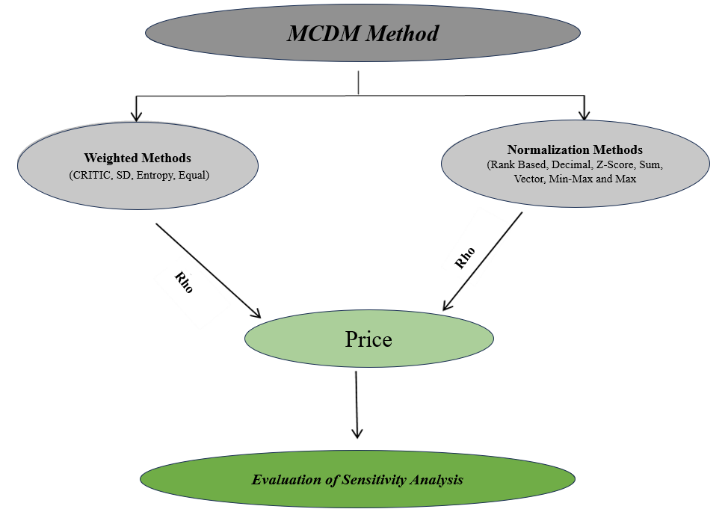 MCDM Method
Weighted Methods
(CRITIC, SD, Entropy, Equal)
Normalization Methods
(Rank Based, Decimal, Z-Score, Sum,
Vector, Min-Max and Max
Rho
Rho
Price
Evaluation of Sensitivity Analysis